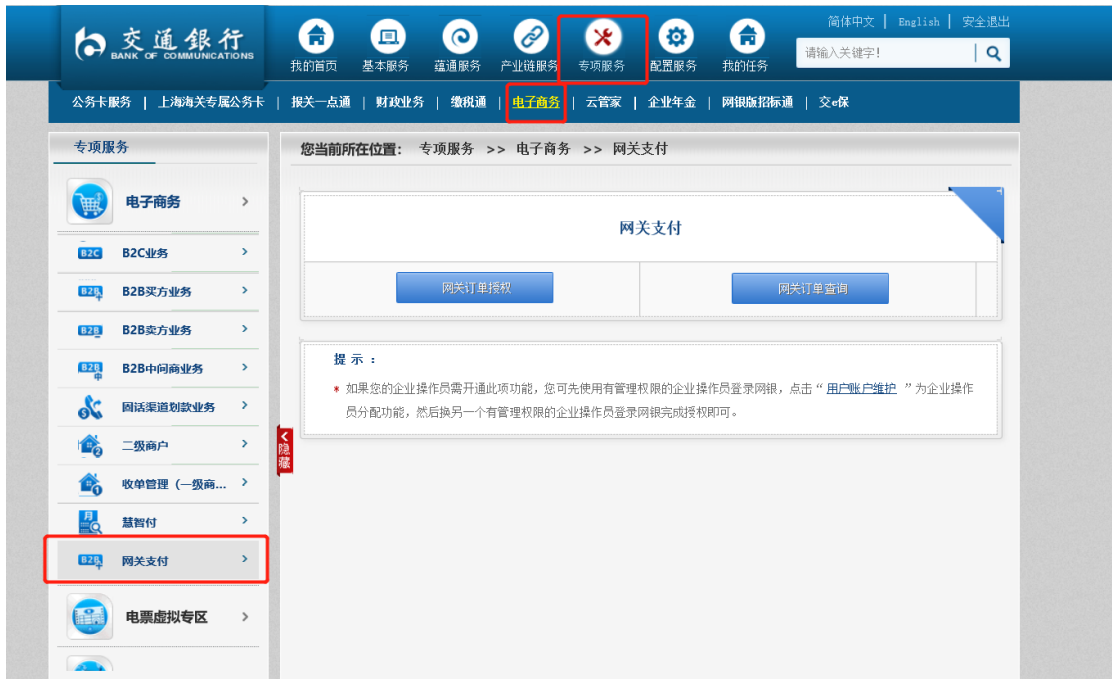 交通銀行
BANK OF COMMUNICATIONS
我的首页 基本服务 蕴通服务 产业链服务 专项服务 配置服务 我的任务
简体中文 | English | 安全退出
请输入关键字!
公务卡服务 | 上海海关专属公务卡 | 报关一点通 | 财政业务 | 缴税通 | 电子商务 | 云管家 | 企业年金 | 网银版招标通 | 交e保
专项服务
电子商务
B2C B2C业务
B2B B2B买方业务
B2B B2B卖方业务
B2B中 B2B中间商业务
固话渠道划款业务
二级商户
收单管理（一级商...
慧智付
B2B 网关支付
电票虚拟专区
隐藏
您当前所在位置： 专项服务 >> 电子商务 >> 网关支付
网关支付
网关订单授权 网关订单查询
提 示 ：
* 如果您的企业操作员需开通此项功能，您可先使用有管理权限的企业操作员登录网银，点击“ 用户账户维护 ”为企业操作
员分配功能，然后换另一个有管理权限的企业操作员登录网银完成授权即可。